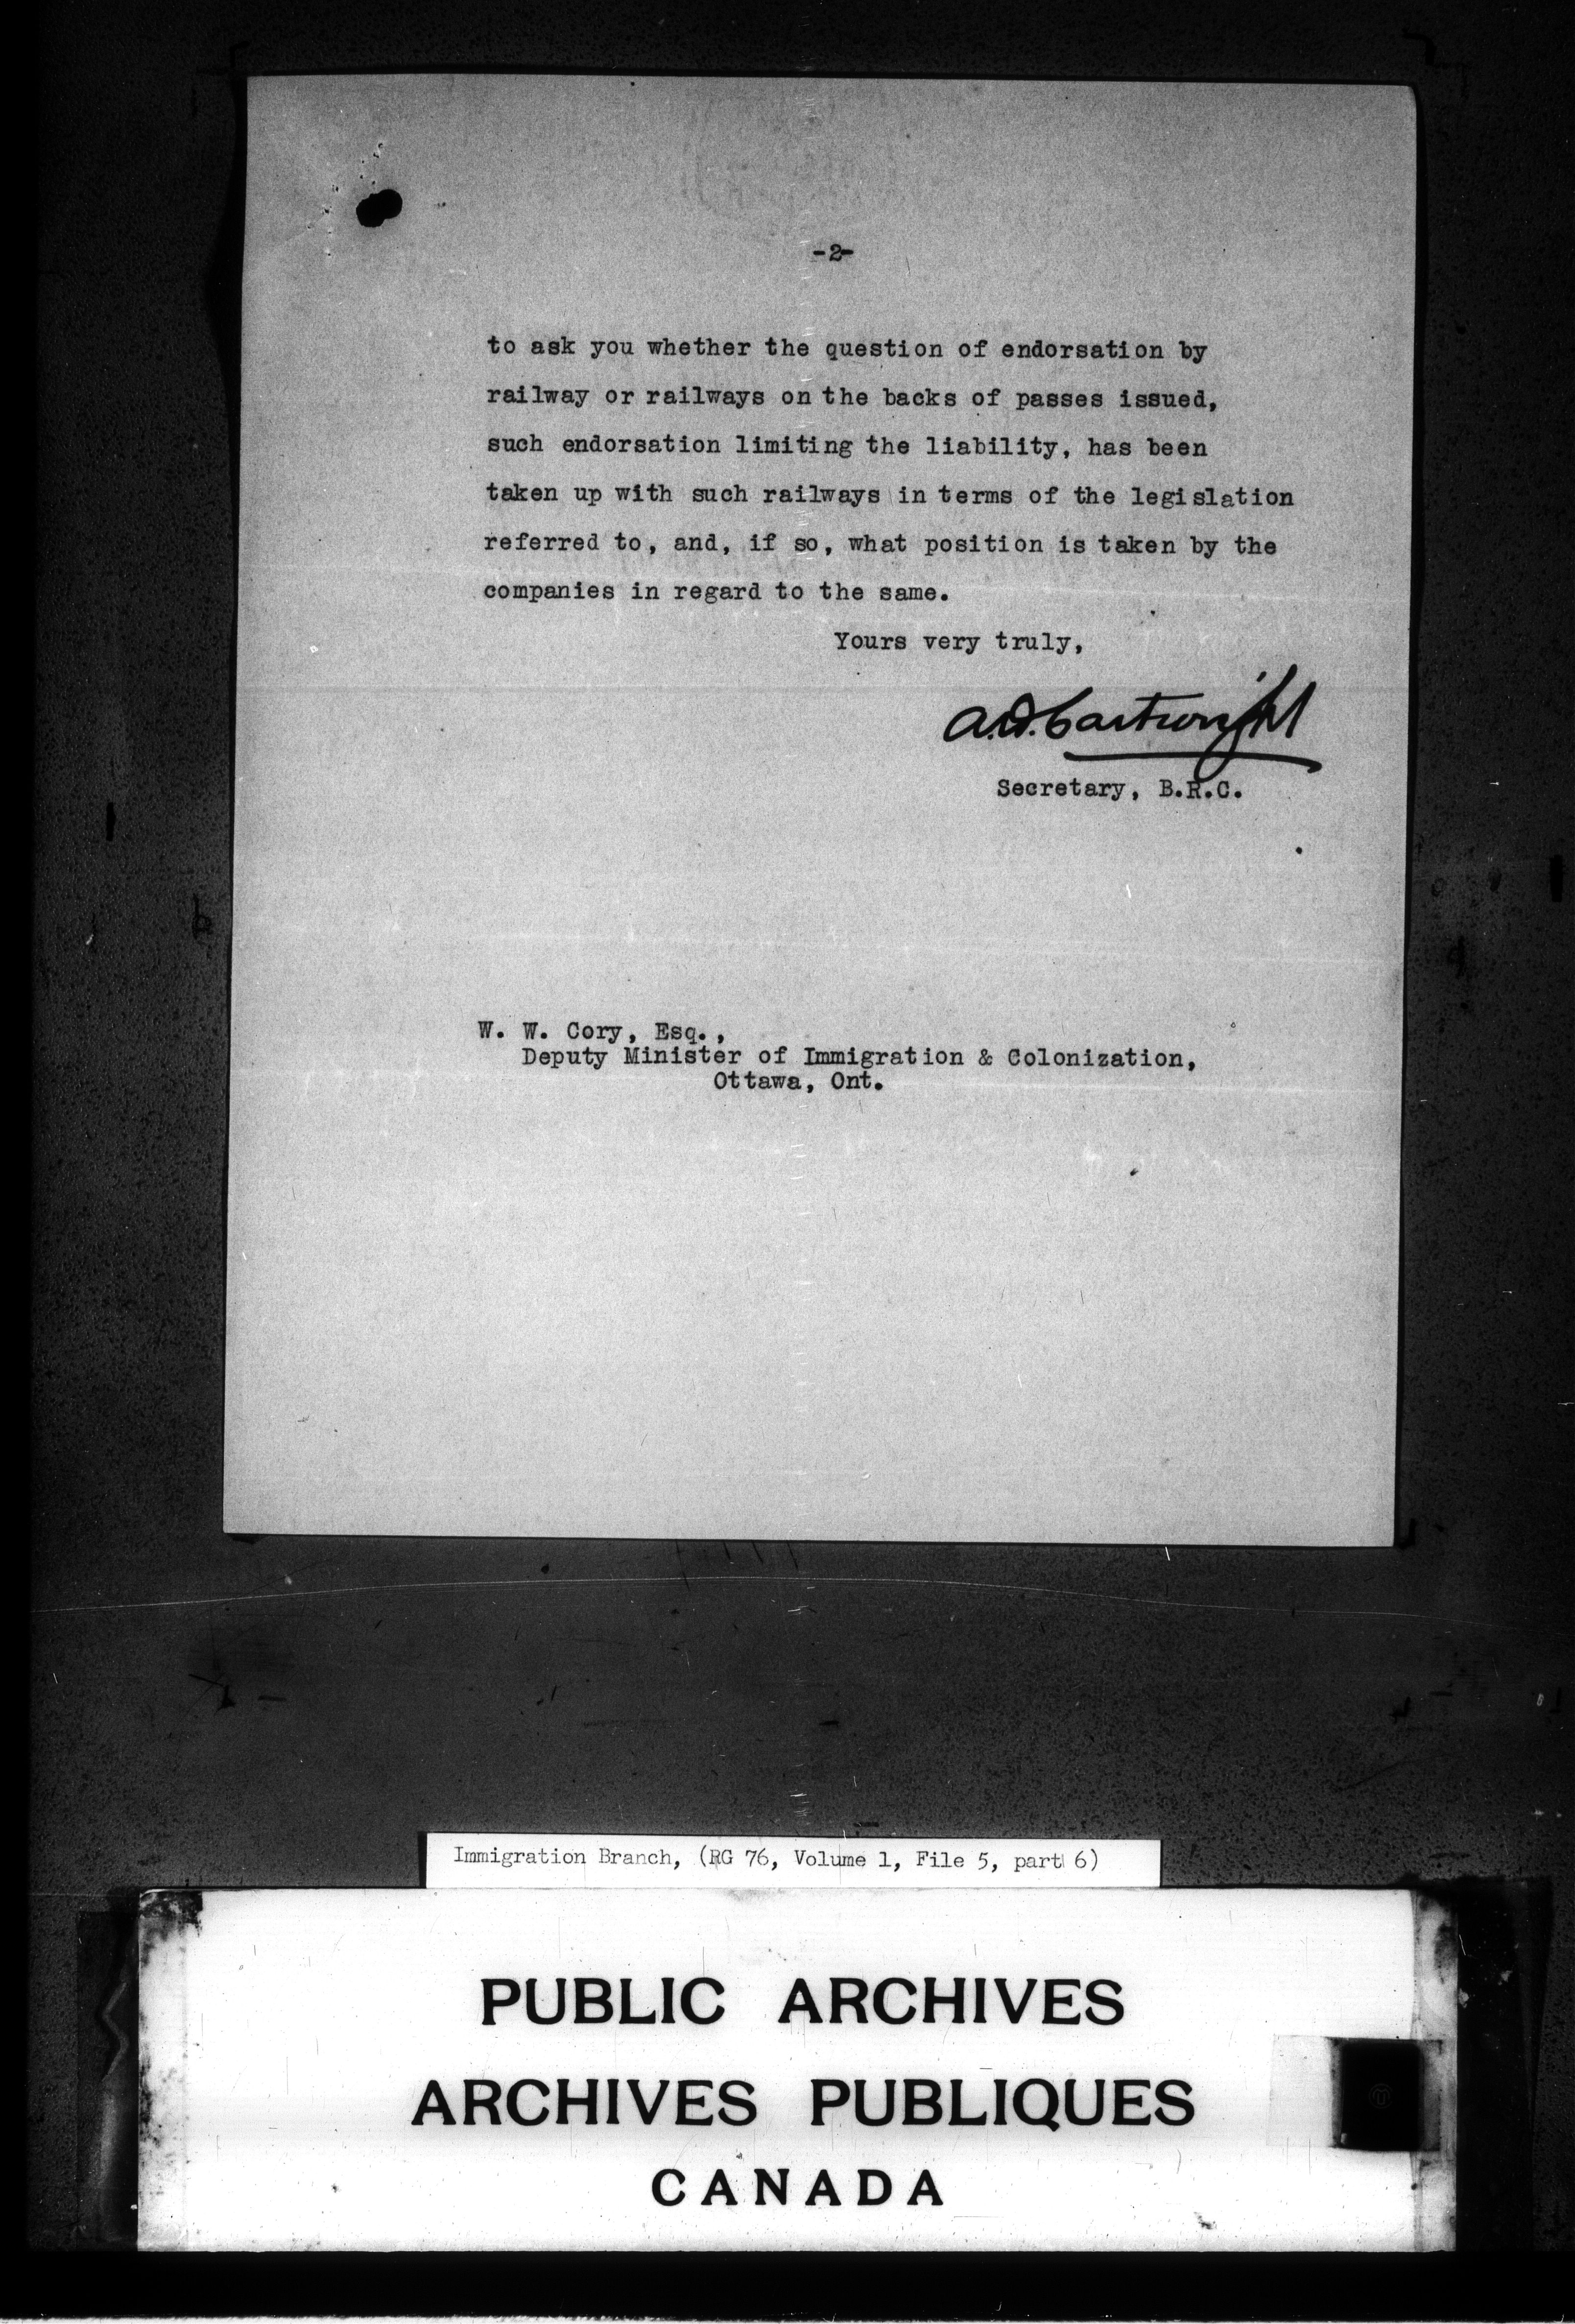 -2-
to ask you whether the question of endorsation by
railway or railways on the backs of passes issued,
such endorsation limiting the liability, has been
taken up with such railways in terms of the legislation
referred to, and, if so, what position is taken by the
companies in regard to the same.
Yours very truly,
A.D. Cartwright
Secretary, B.R.C.
W. W. Cory, Esq.,
Deputy Minister of Immigration & Colonization,
Ottawa, Ont.
Immigration Branch, (RG 76, Volume 1, File 5, part 6)
PUBLIC ARCHIVES
ARCHIVES PUBLIQUES
CANADA